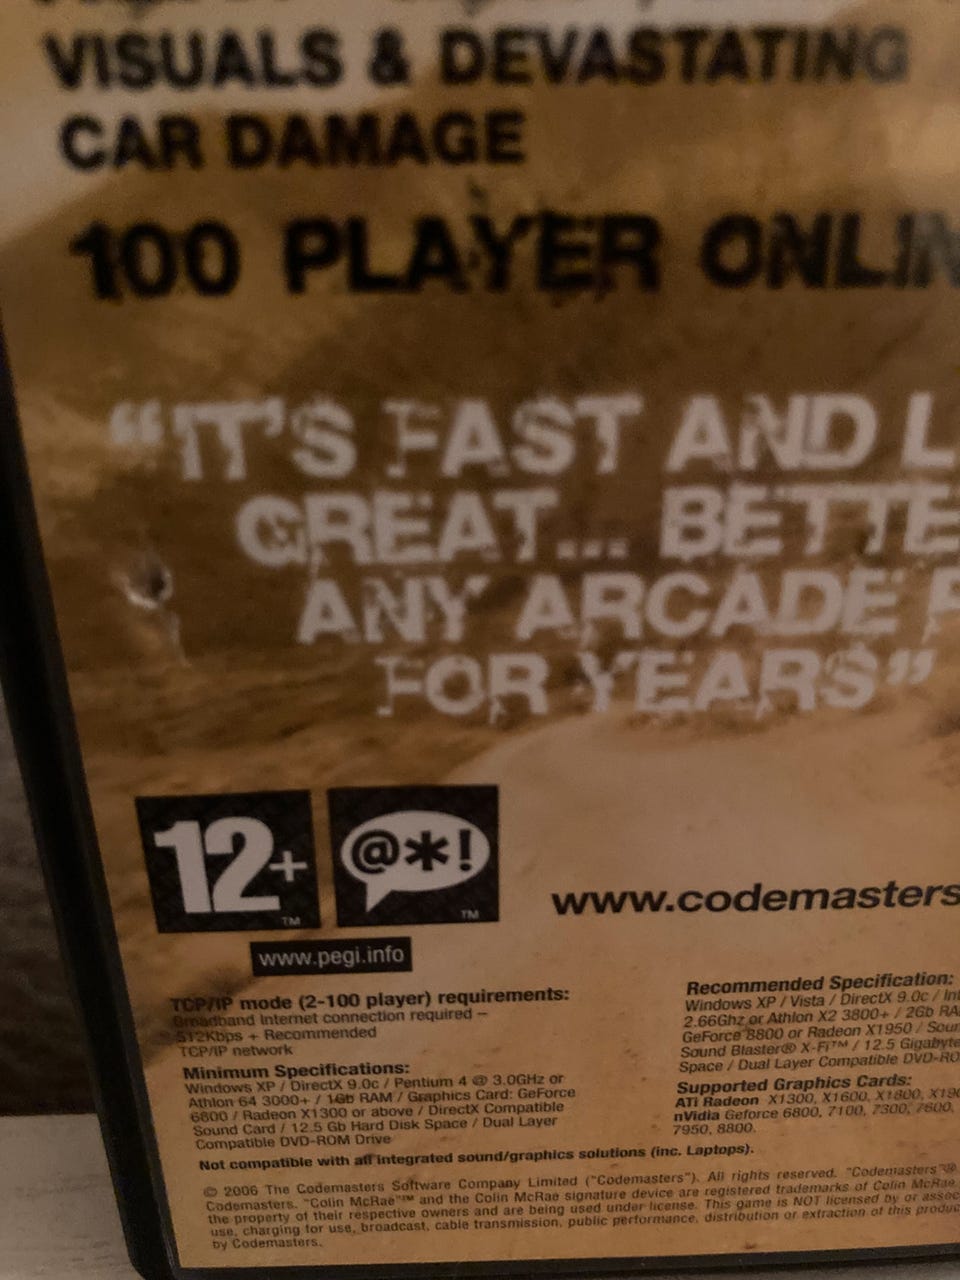 VISUALS & DEVASTATING
CAR DAMAGE
100 PLAYER ONLIN
“IT'S FAST AND L
GREAT... BETTE
ANY ARCADE
FOR YEARS”
12+
TM
@*!
TM
www.pegi.info
www.codemasters
TCP/IP mode (2-100 player) requirements:
Broadband Internet connection required –
512Kbps + Recommended
TCP/IP network
Minimum Specifications:
Windows XP / DirectX 9.0c / Pentium 4 @ 3.0GHz or
Athlon 64 3000+ / 1Gb RAM / Graphics Card: GeForce
6800 / Radeon X1300 or above / DirectX Compatible
Sound Card / 12.5 Gb Hard Disk Space / Dual Layer
Compatible DVD-ROM Drive
Recommended Specification:
Windows XP / Vista / DirectX 9.0c / Int
2.66Ghz or Athlon X2 3800+ / 2Gb RA
GeForce 8800 or Radeon X1950 / Soun
Sound Blaster® X-Fi™ / 12.5 Gigabyte
Space / Dual Layer Compatible DVD-RO
Supported Graphics Cards:
ATi Radeon X1300, X1600, X1800, X190
nVidia Geforce 6800, 7100, 7300, 7600,
7950, 8800.
Not compatible with all integrated sound/graphics solutions (inc. Laptops).
© 2006 The Codemasters Software Company Limited ("Codemasters"). All rights reserved. "Codemasters"®
Codemasters. "Colin McRae"™ and the Colin McRae signature device are registered trademarks of Colin McRae.
the property of their respective owners and are being used under license. This game is NOT licensed by or assoc
use, charging for use, broadcast, cable transmission, public performance, distribution or extraction of this produc
by Codemasters.